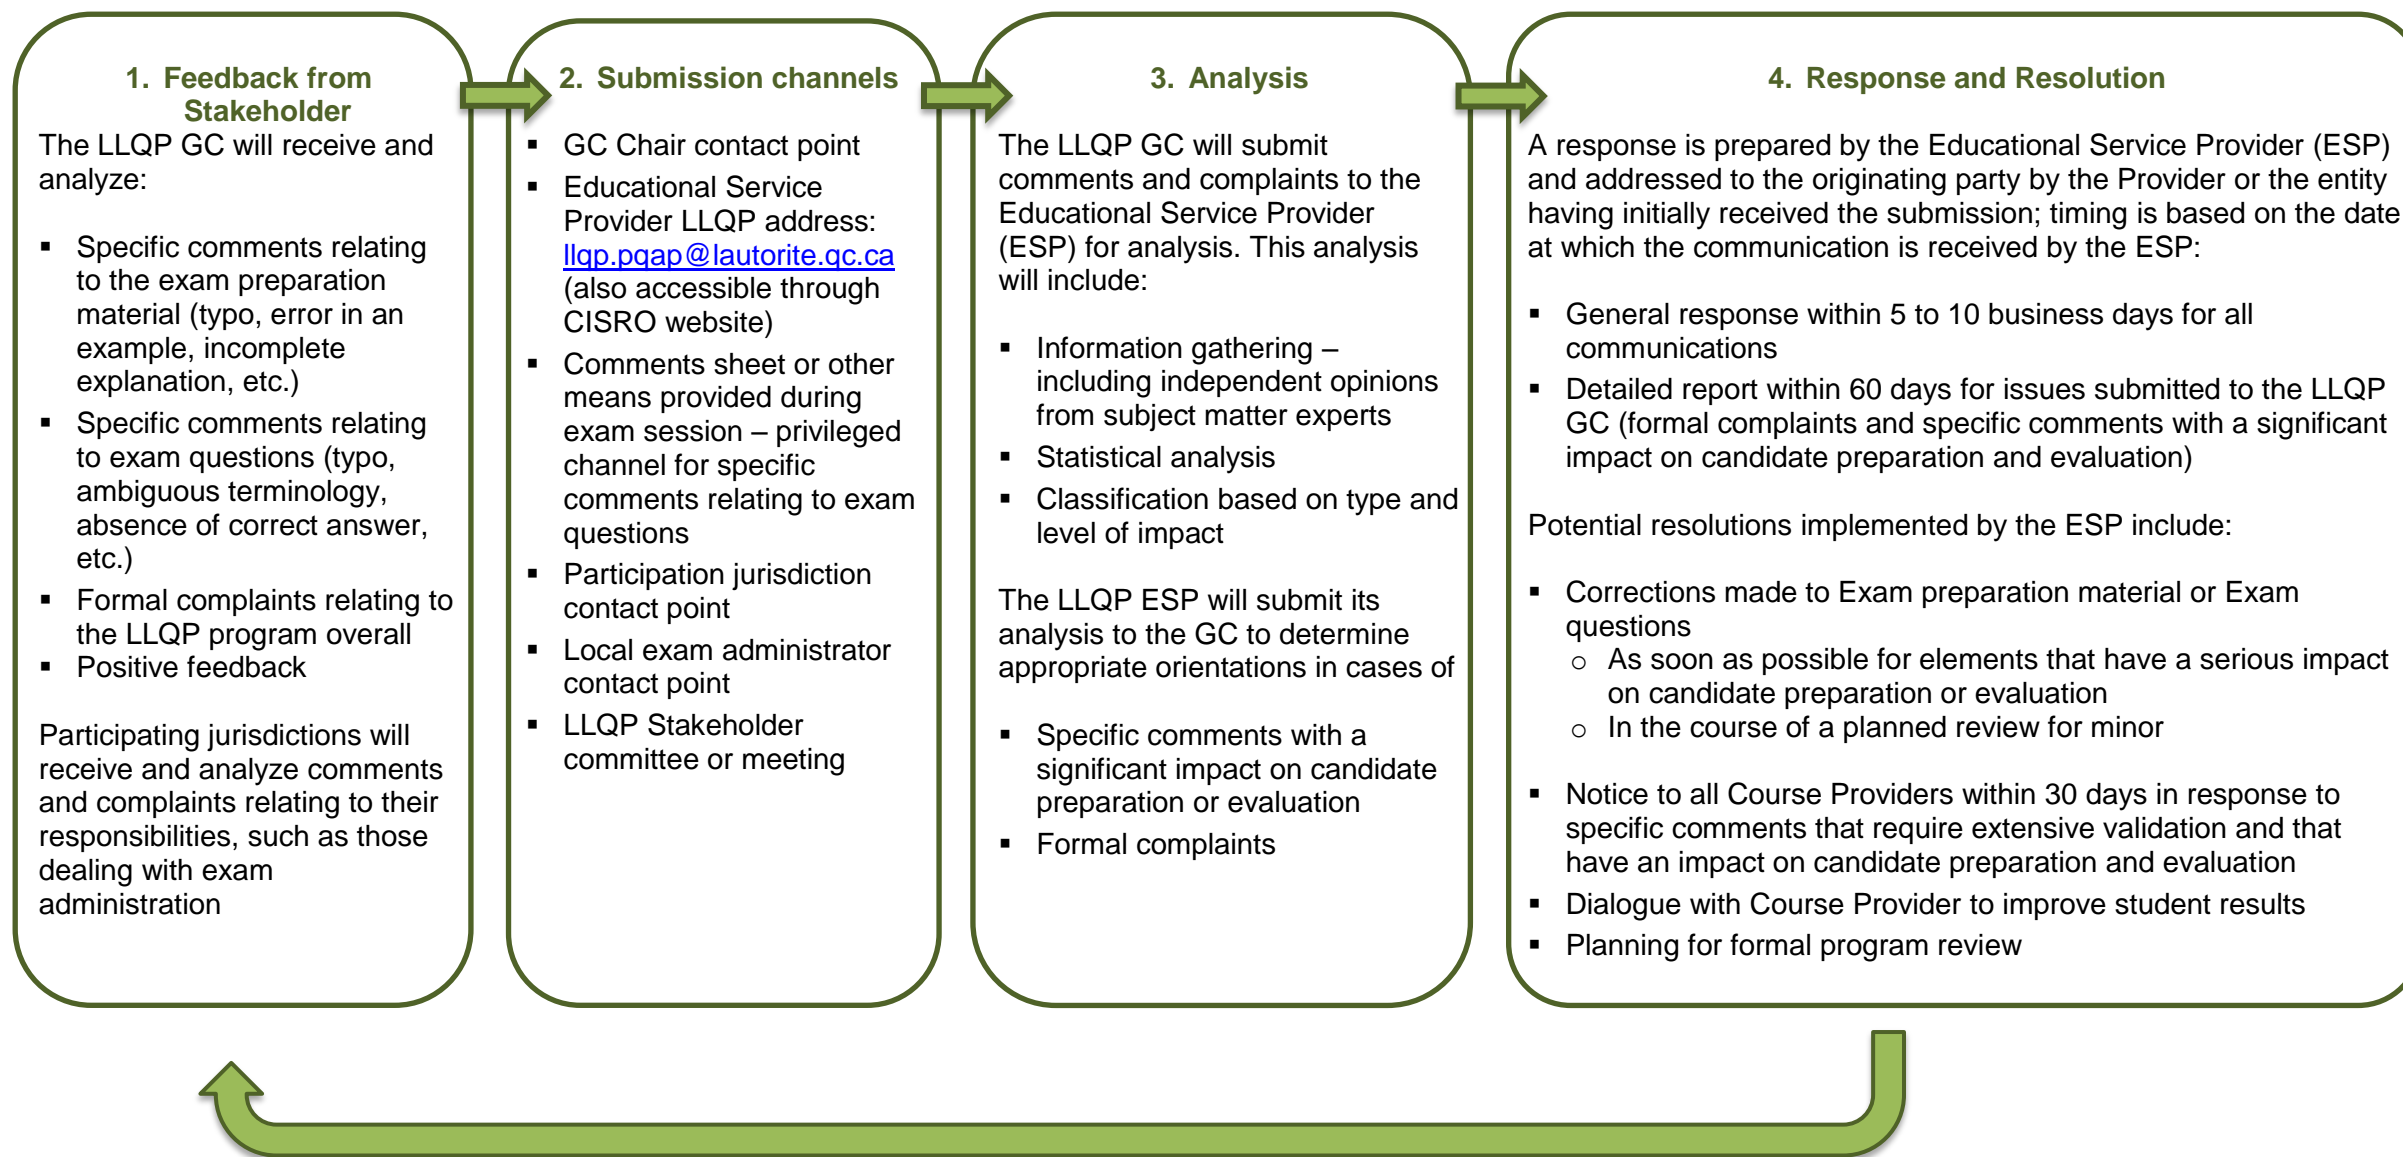 1. Feedback from
Stakeholder
The LLQP GC will receive and
analyze:
▪ Specific comments relating
to the exam preparation
material (typo, error in an
example, incomplete
explanation, etc.)
▪ Specific comments relating
to exam questions (typo,
ambiguous terminology,
absence of correct answer,
etc.)
▪ Formal complaints relating to
the LLQP program overall
▪ Positive feedback
Participating jurisdictions will
receive and analyze comments
and complaints relating to their
responsibilities, such as those
dealing with exam
administration
2. Submission channels
▪ GC Chair contact point
▪ Educational Service
Provider LLQP address:
llqp.pqap@lautorite.qc.ca
(also accessible through
CISRO website)
▪ Comments sheet or other
means provided during
exam session – privileged
channel for specific
comments relating to exam
questions
▪ Participation jurisdiction
contact point
▪ Local exam administrator
contact point
▪ LLQP Stakeholder
committee or meeting
3. Analysis
The LLQP GC will submit
comments and complaints to the
Educational Service Provider
(ESP) for analysis. This analysis
will include:
▪ Information gathering –
including independent opinions
from subject matter experts
▪ Statistical analysis
▪ Classification based on type and
level of impact
The LLQP ESP will submit its
analysis to the GC to determine
appropriate orientations in cases of
▪ Specific comments with a
significant impact on candidate
preparation or evaluation
▪ Formal complaints
4. Response and Resolution
A response is prepared by the Educational Service Provider (ESP)
and addressed to the originating party by the Provider or the entity
having initially received the submission; timing is based on the date
at which the communication is received by the ESP:
▪ General response within 5 to 10 business days for all
communications
▪ Detailed report within 60 days for issues submitted to the LLQP
GC (formal complaints and specific comments with a significant
impact on candidate preparation and evaluation)
Potential resolutions implemented by the ESP include:
▪ Corrections made to Exam preparation material or Exam
questions
○ As soon as possible for elements that have a serious impact
on candidate preparation or evaluation
○ In the course of a planned review for minor
▪ Notice to all Course Providers within 30 days in response to
specific comments that require extensive validation and that
have an impact on candidate preparation and evaluation
▪ Dialogue with Course Provider to improve student results
▪ Planning for formal program review